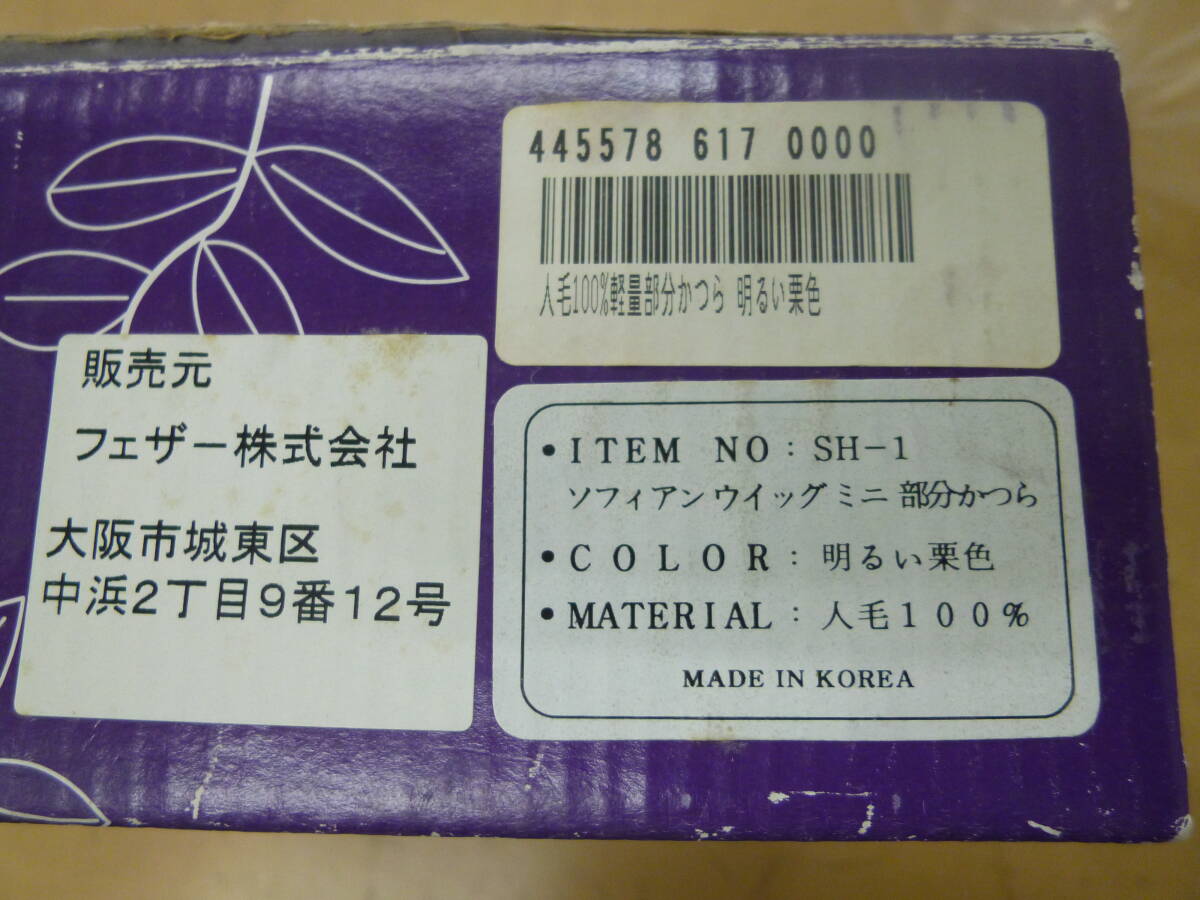 445578 617 0000
人毛100%軽量部分かつら 明るい栗色
販売元
フェザー株式会社
大阪市城東区
中浜2丁目9番12号
• ITEM NO : SH-1
ソフィアンウイッグミニ 部分かつら
• COLOR : 明るい栗色
• MATERIAL : 人毛100%
MADE IN KOREA